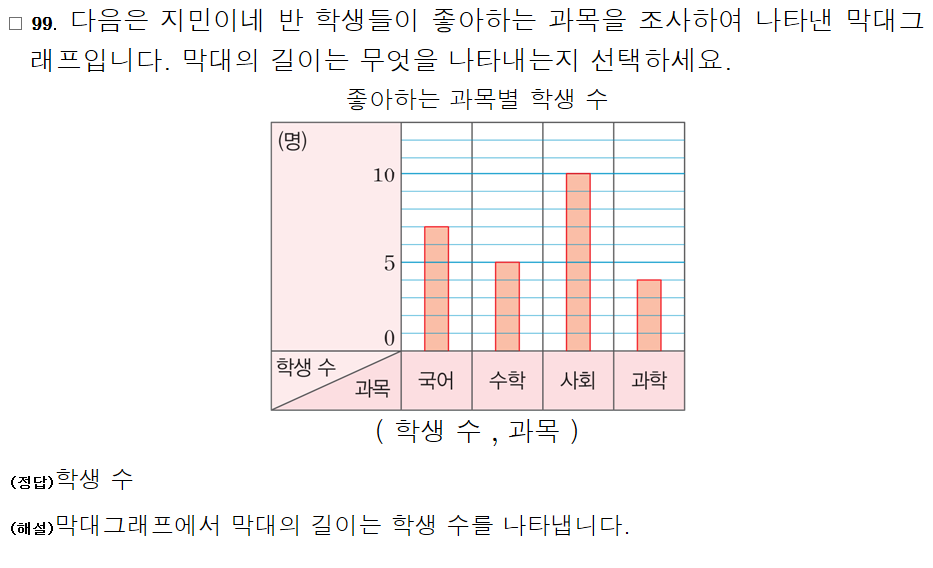 □ 99. 다음은 지민이네 반 학생들이 좋아하는 과목을 조사하여 나타낸 막대그
래프입니다. 막대의 길이는 무엇을 나타내는지 선택하세요.
좋아하는 과목별 학생 수
(명)
10
5
0
학생 수
과목
국어 수학 사회 과학
( 학생 수 , 과목 )
(정답)학생 수
(해설)막대그래프에서 막대의 길이는 학생 수를 나타냅니다.